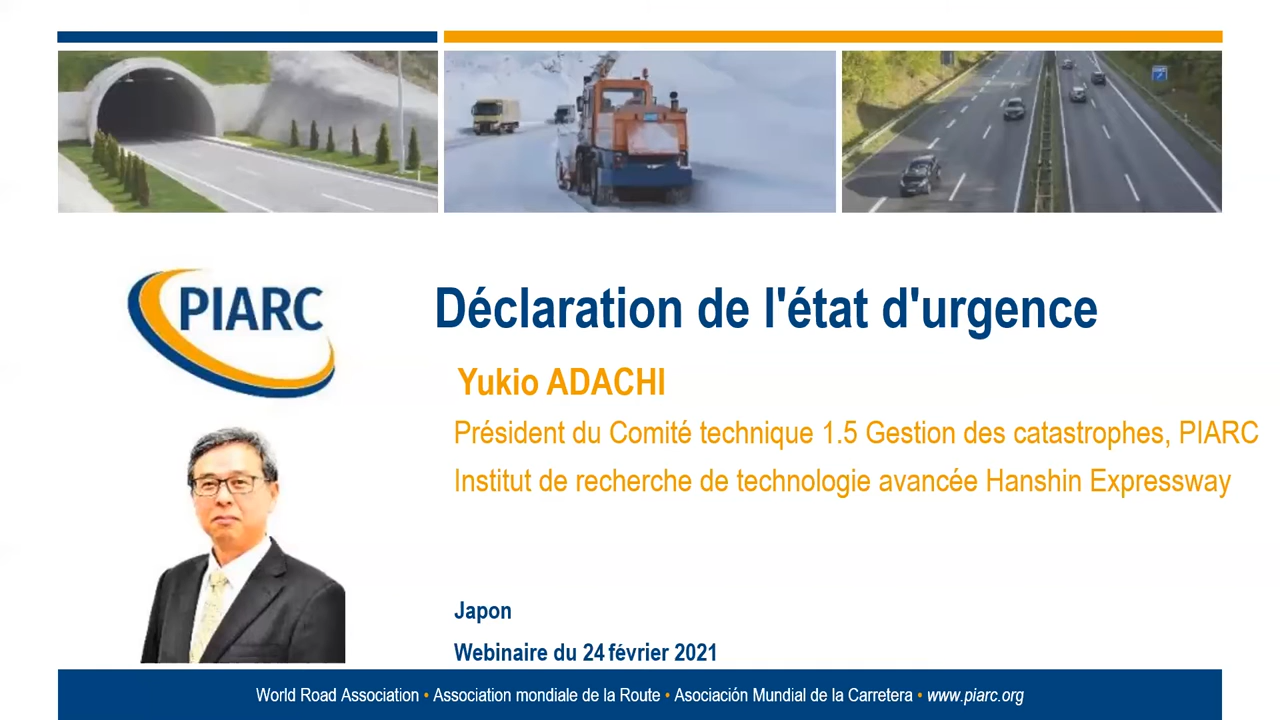 PIARC
Déclaration de l'état d'urgence
Yukio ADACHI
Président du Comité technique 1.5 Gestion des catastrophes, PIARC
Institut de recherche de technologie avancée Hanshin Expressway
Japon
Webinaire du 24 février 2021
World Road Association • Association mondiale de la Route • Asociación Mundial de la Carretera • www.piarc.org